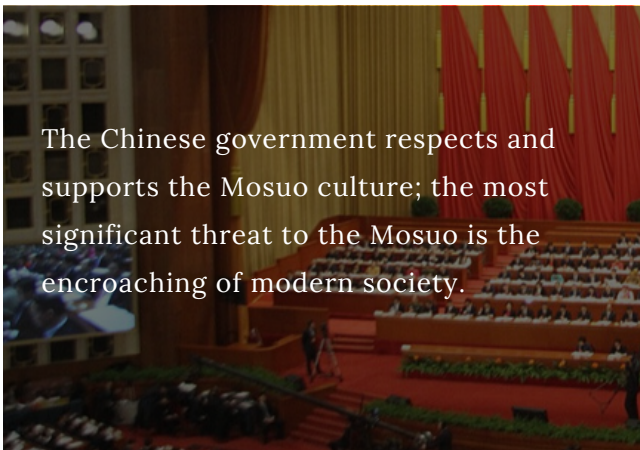 The Chinese government respects and
supports the Mosuo culture; the most
significant threat to the Mosuo is the
encroaching of modern society.